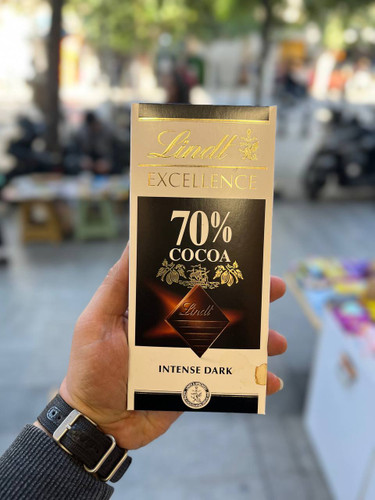 Lindt
EXCELLENCE
70%
COCOA
Lindt
INTENSE DARK